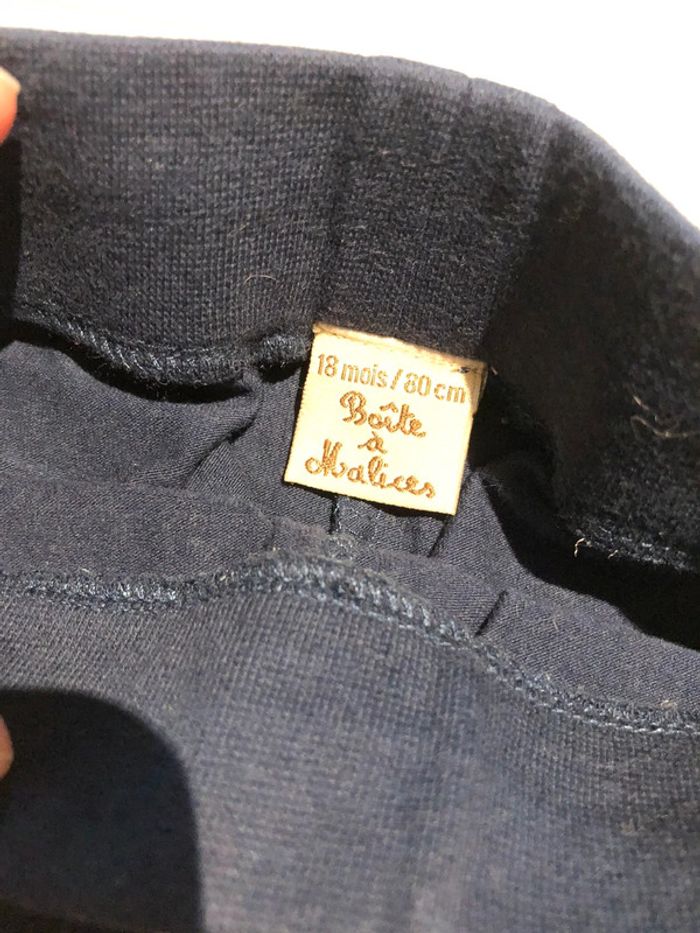 18 mois / 80 cm
Boîte
à
Malices